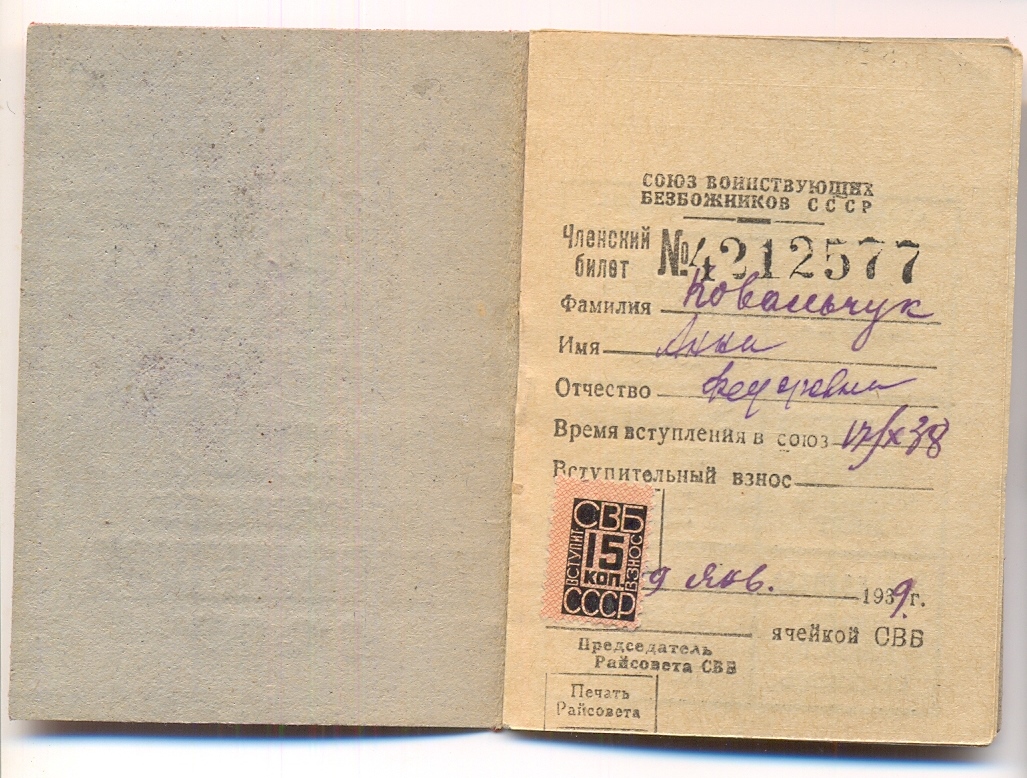 СОЮЗ ВОИНСТВУЮЩИХ
БЕЗБОЖНИКОВ СССР
Членский билет №4212577
Фамилия Ковальчук
Имя Анна
Отчество Федоровна
Время вступления в союз 17/X 38
Вступительный взнос
СВБ
ВСТУПИТ. 15 КОП. ВЗНОС
СССР
9 янв. 1939 г.
ячейкой СВБ
Председатель
Райсовета СВБ
Печать
Райсовета